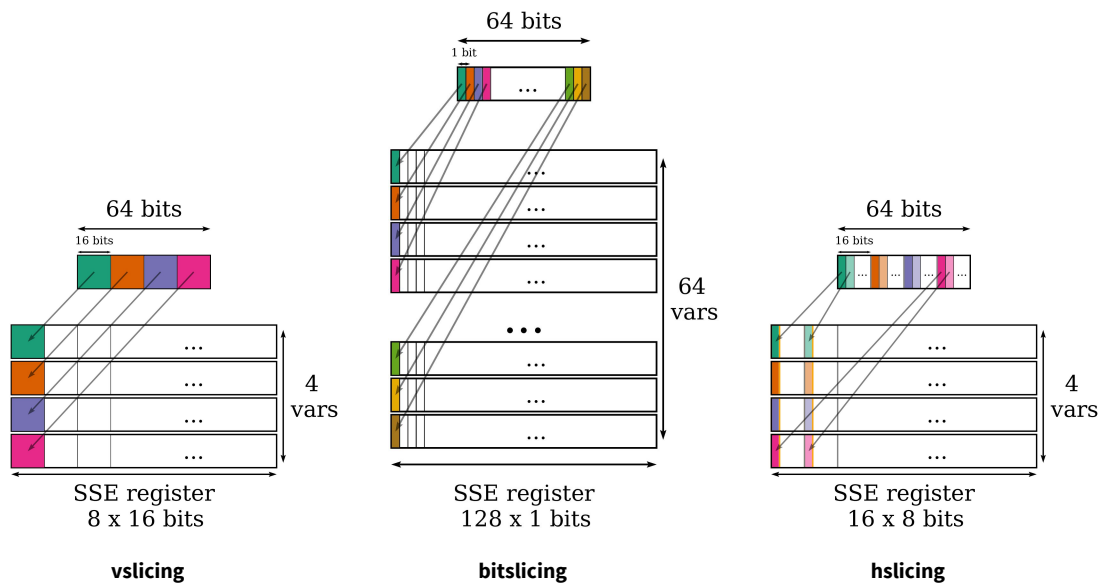 64 bits
16 bits
...
...
...
...
4
vars
SSE register
8 x 16 bits
vslicing
64 bits
1 bit
...
...
...
...
...
...
...
...
...
64
vars
SSE register
128 x 1 bits
bitslicing
64 bits
16 bits
... ... ... ...
...
...
...
...
4
vars
SSE register
16 x 8 bits
hslicing